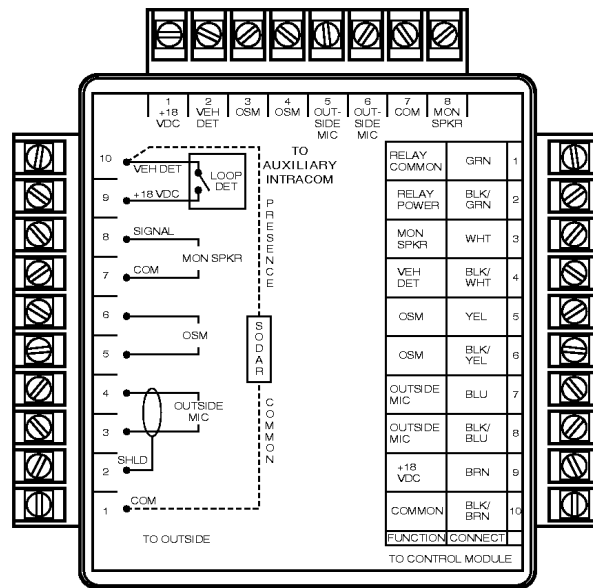 1 2 3 4 5 6 7 8
+18 VDC VEH DET OSM OSM OUT-SIDE MIC OUT-SIDE MIC COM MON SPKR
TO
AUXILIARY
INTRACOM
10 VEH DET
LOOP DET
9 +18 VDC
8 SIGNAL
MON SPKR
7 COM
6
OSM
5
4
OUTSIDE MIC
3
SHLD
2
COM
1
PRESENCE
SODAR
COMMON
TO OUTSIDE
RELAY COMMON GRN 1
RELAY POWER BLK/GRN 2
MON SPKR WHT 3
VEH DET BLK/WHT 4
OSM YEL 5
OSM BLK/YEL 6
OUTSIDE MIC BLU 7
OUTSIDE MIC BLK/BLU 8
+18 VDC BRN 9
COMMON BLK/BRN 10
FUNCTION CONNECT
TO CONTROL MODULE